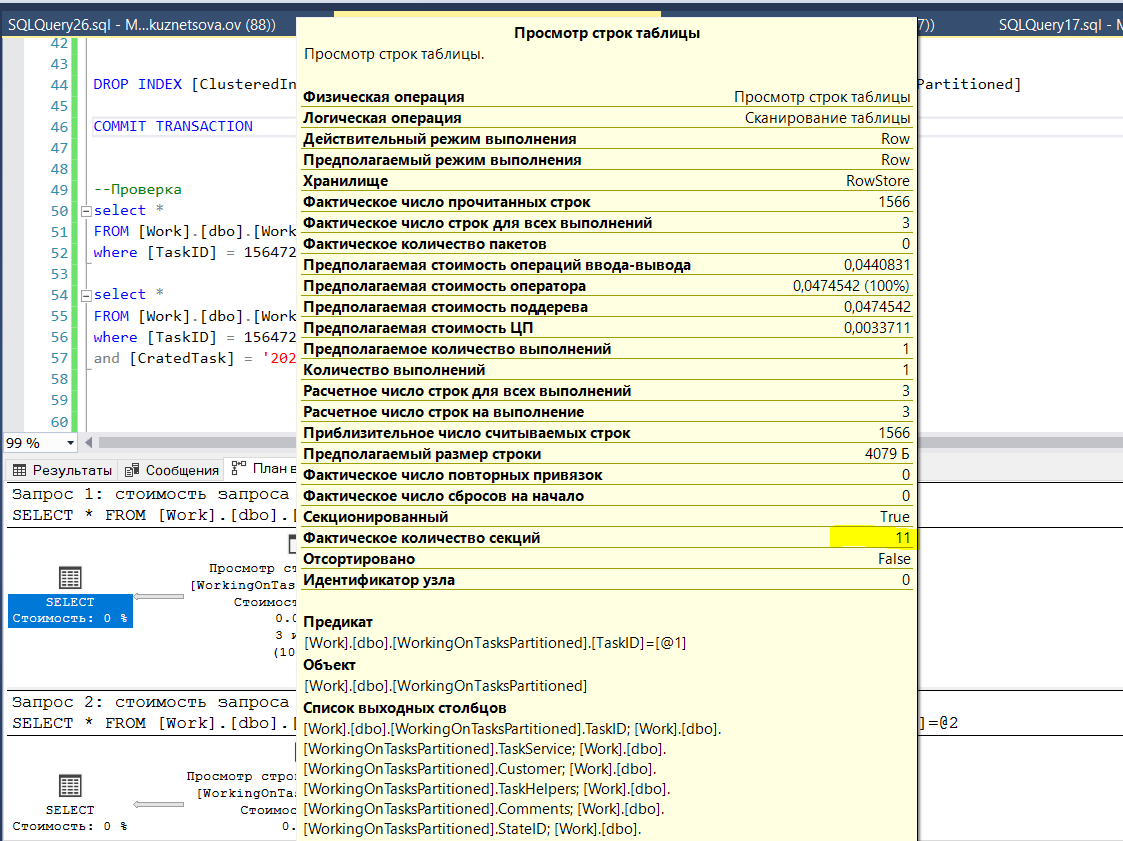 SQLQuery26.sql - M...kuznetsova.ov (88))
7))
SQLQuery17.sql - M
42
43
44 DROP INDEX [ClusteredIn
Partitioned]
45
46 COMMIT TRANSACTION
47
48
49 --Проверка
50 select *
51 FROM [Work].[dbo].[Work
52 where [TaskID] = 156472
53
54 select *
55 FROM [Work].[dbo].[Work
56 where [TaskID] = 156472
57 and [CratedTask] = '202
58
59
60
99 %
Результаты Сообщения План в
Запрос 1: стоимость запроса
SELECT * FROM [Work].[dbo].[
SELECT
Стоимость: 0 %
Просмотр ст
[WorkingOnTas
Стоимост
0.0
3 и
(10
Запрос 2: стоимость запроса
SELECT * FROM [Work].[dbo].[
]=@2
SELECT
Стоимость: 0 %
Просмотр стро
[WorkingOnTa
Стоимос
0.
Просмотр строк таблицы
Просмотр строк таблицы.
Физическая операция Просмотр строк таблицы
Логическая операция Сканирование таблицы
Действительный режим выполнения Row
Предполагаемый режим выполнения Row
Хранилище RowStore
Фактическое число прочитанных строк 1566
Фактическое число строк для всех выполнений 3
Фактическое количество пакетов 0
Предполагаемая стоимость операций ввода-вывода 0,0440831
Предполагаемая стоимость оператора 0,0474542 (100%)
Предполагаемая стоимость поддерева 0,0474542
Предполагаемая стоимость ЦП 0,0033711
Предполагаемое количество выполнений 1
Количество выполнений 1
Расчетное число строк для всех выполнений 3
Расчетное число строк на выполнение 3
Приблизительное число считываемых строк 1566
Предполагаемый размер строки 4079 Б
Фактическое число повторных привязок 0
Фактическое число сбросов на начало 0
Секционированный True
Фактическое количество секций 11
Отсортировано False
Идентификатор узла 0
Предикат
[Work].[dbo].[WorkingOnTasksPartitioned].[TaskID]=[@1]
Объект
[Work].[dbo].[WorkingOnTasksPartitioned]
Список выходных столбцов
[Work].[dbo].[WorkingOnTasksPartitioned].TaskID; [Work].[dbo].
[WorkingOnTasksPartitioned].TaskService; [Work].[dbo].
[WorkingOnTasksPartitioned].Customer; [Work].[dbo].
[WorkingOnTasksPartitioned].TaskHelpers; [Work].[dbo].
[WorkingOnTasksPartitioned].Comments; [Work].[dbo].
[WorkingOnTasksPartitioned].StateID; [Work].[dbo].